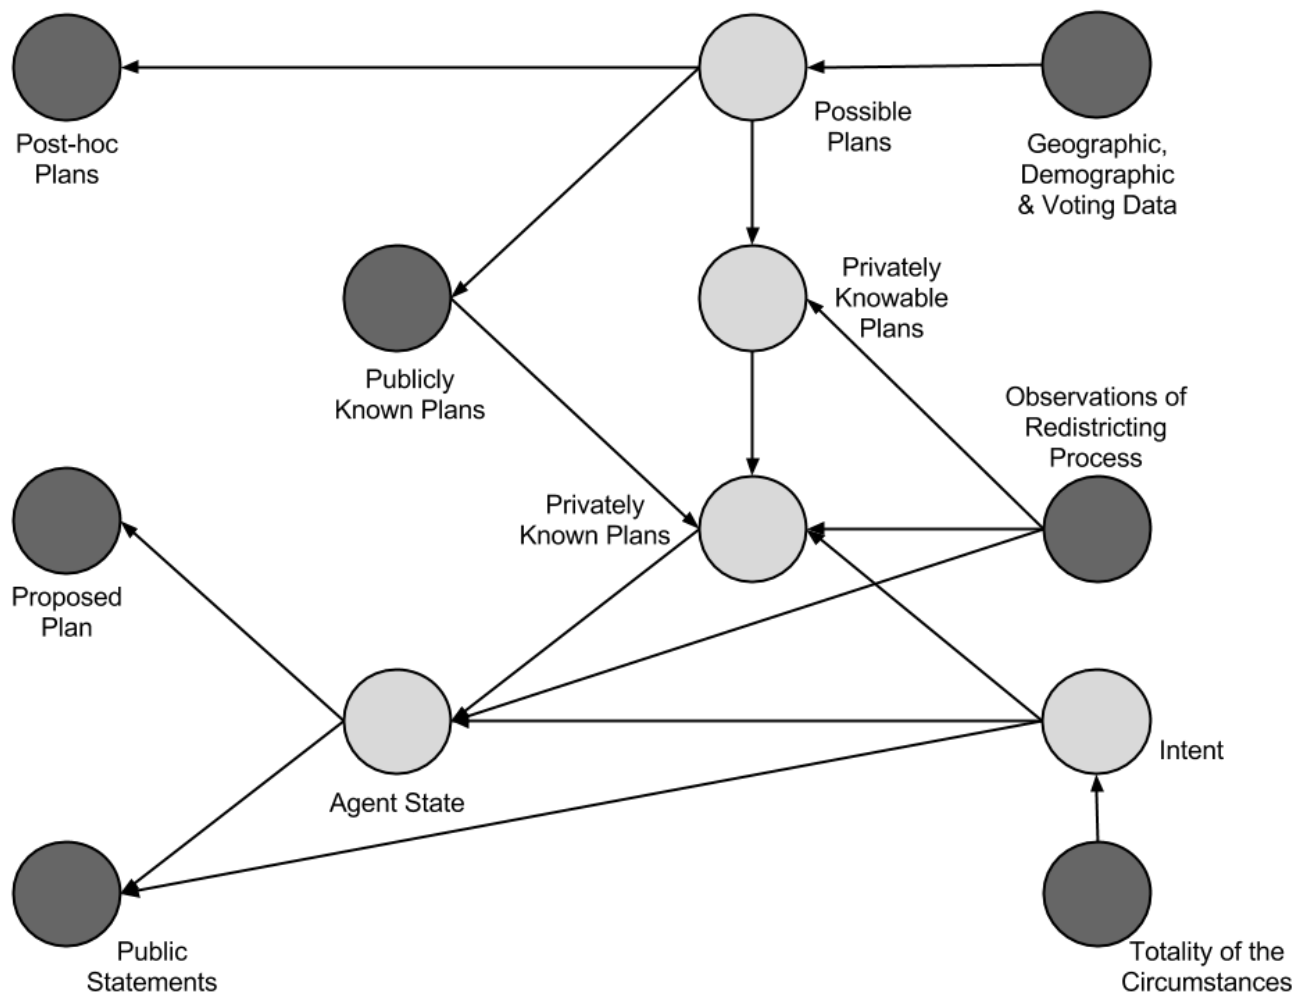 Post-hoc
Plans
Possible
Plans
Geographic,
Demographic
& Voting Data
Privately
Knowable
Plans
Publicly
Known Plans
Observations of
Redistricting
Process
Privately
Known Plans
Proposed
Plan
Agent State
Intent
Public
Statements
Totality of the
Circumstances